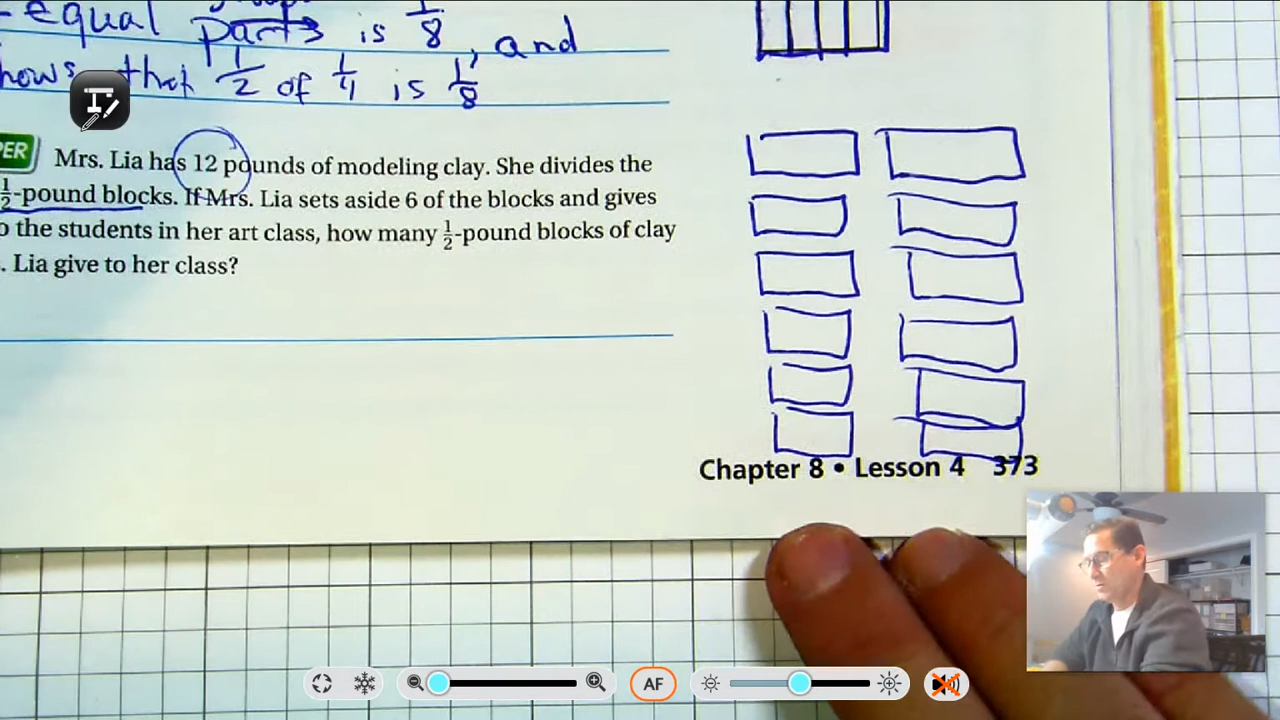 equal parts is 1/8, and
that 1/2 of 1/4 is 1/8
Mrs. Lia has 12 pounds of modeling clay. She divides the
1/2-pound blocks. If Mrs. Lia sets aside 6 of the blocks and gives
the students in her art class, how many 1/2-pound blocks of clay
. Lia give to her class?
Chapter 8 • Lesson 4 373
AF